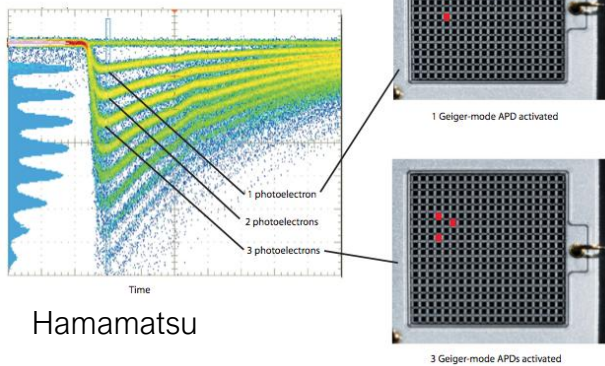 1 Geiger-mode APD activated
1 photoelectron
2 photoelectrons
3 photoelectrons
Time
Hamamatsu
3 Geiger-mode APDs activated